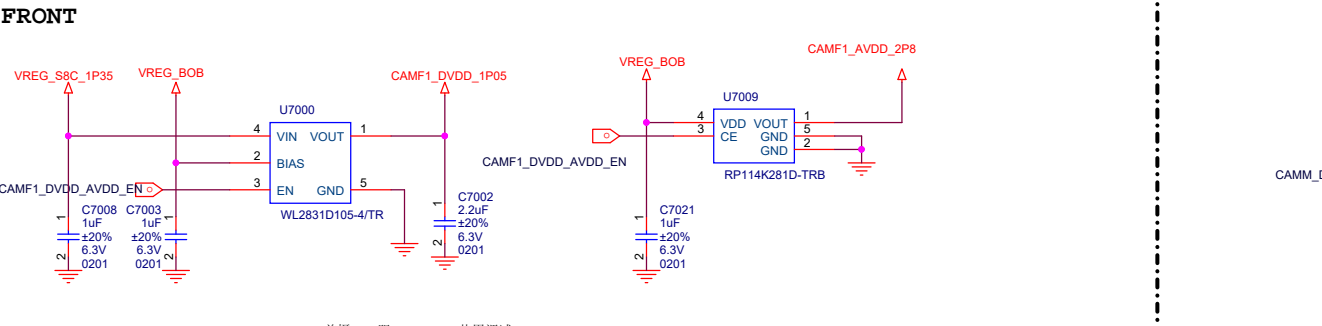 FRONT
VREG_S8C_1P35
VREG_BOB
CAMF1_DVDD_1P05
U7000
4
VIN
VOUT
1
2
BIAS
3
EN
GND
5
WL2831D105-4/TR
CAMF1_DVDD_AVDD_EN
1
C7008
1uF
±20%
6.3V
0201
2
1
C7003
1uF
±20%
6.3V
0201
2
1
C7002
2.2uF
±20%
6.3V
0201
2
VREG_BOB
CAMF1_AVDD_2P8
U7009
4
VDD
VOUT
1
3
CE
GND
5
GND
2
RP114K281D-TRB
CAMF1_DVDD_AVDD_EN
1
C7021
1uF
±20%
6.3V
0201
2
CAMM_D